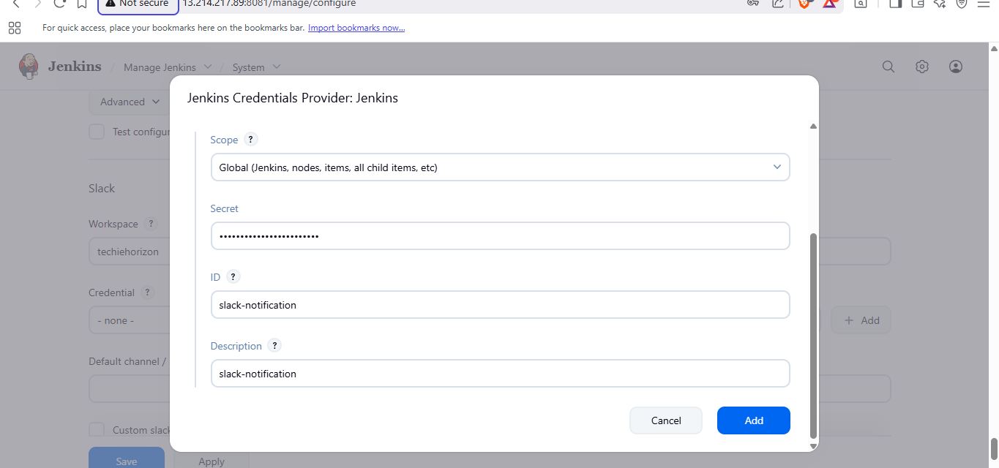 Not secure 13.214.217.89:8081/manage/configure
For quick access, place your bookmarks here on the bookmarks bar. Import bookmarks now...
Jenkins / Manage Jenkins / System
Advanced
Test configur
Slack
Workspace ?
techiehorizon
Credential ?
- none -
+ Add
Default channel /
Custom slack
Save Apply
Jenkins Credentials Provider: Jenkins
Scope ?
Global (Jenkins, nodes, items, all child items, etc)
Secret
••••••••••••••••••••••••
ID ?
slack-notification
Description ?
slack-notification
Cancel Add